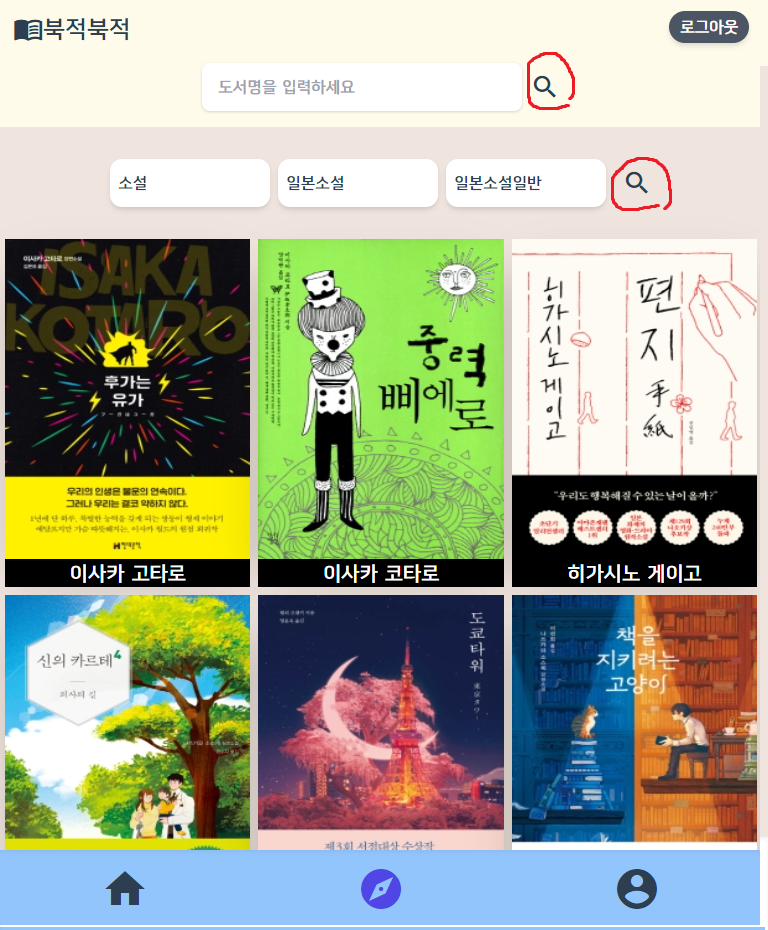 북적북적
로그아웃
도서명을 입력하세요
소설
일본소설
일본소설일반
ISAKA
KOTARO
이사카 고타로 장편소설
김선영 옮김
후가는
유가
우리의 인생은 불운의 연속이다.
그러나 우리는 결코 약하지 않다.
이사카 고타로
중력
삐에로
이사카 코타로
히가시노 게이고
편지
手紙
"우리도 행복해질 수 있는 날이 올까?"
히가시노 게이고
신의 카르테
4
의사의 길
도쿄타워
제3회 서점대상 수상작
책을
지키려는
고양이